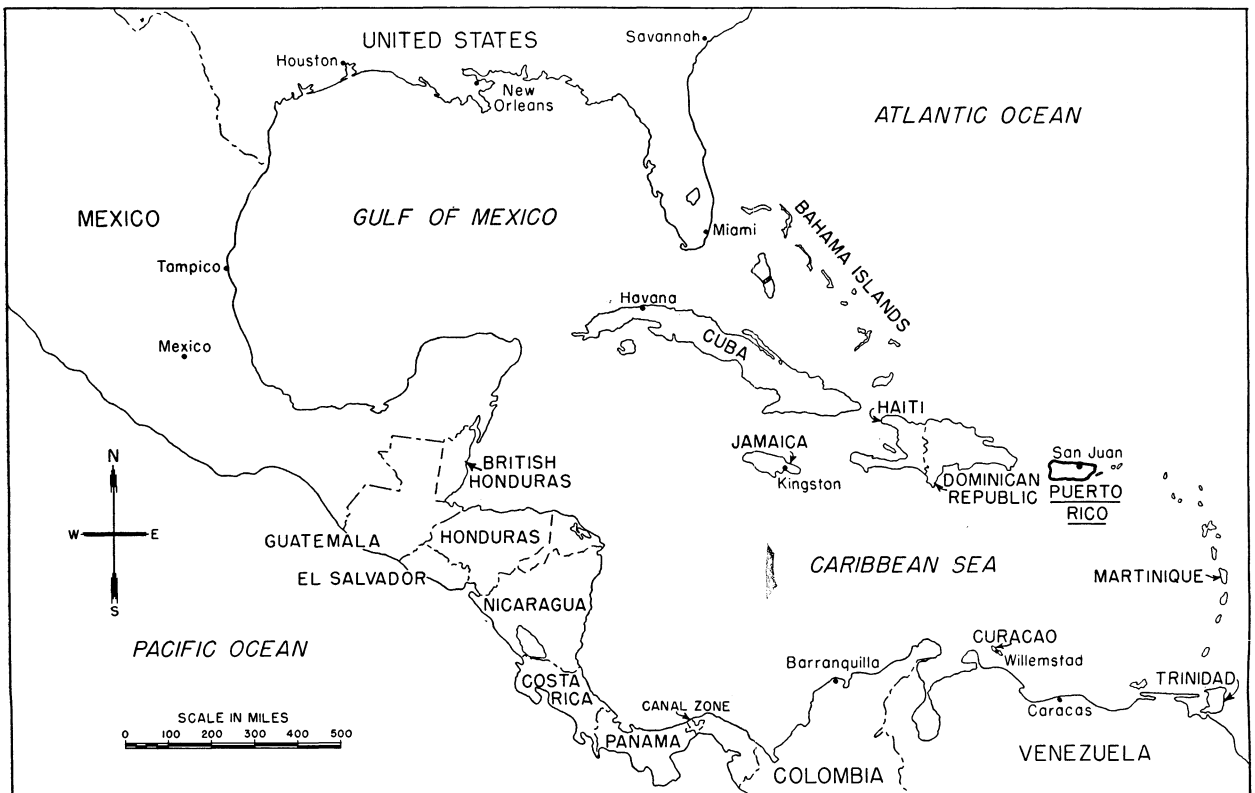 UNITED STATES
Savannah
Houston
New
Orleans
ATLANTIC OCEAN
MEXICO
GULF OF MEXICO
BAHAMA ISLANDS
Miami
Tampico
Havana
Mexico
CUBA
HAITI
JAMAICA
Kingston
San Juan
PUERTO
RICO
DOMINICAN
REPUBLIC
BRITISH
HONDURAS
N
W
E
S
GUATEMALA
HONDURAS
EL SALVADOR
NICARAGUA
CARIBBEAN SEA
MARTINIQUE
PACIFIC OCEAN
CURACAO
Willemstad
Barranquilla
TRINIDAD
COSTA
RICA
CANAL ZONE
Caracas
SCALE IN MILES
0 100 200 300 400 500
PANAMA
COLOMBIA
VENEZUELA